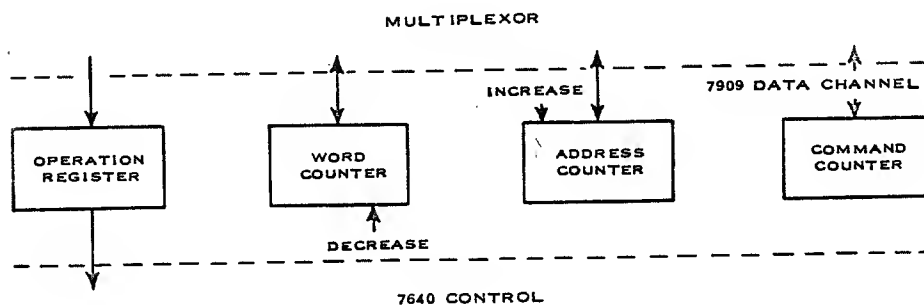 MULTIPLEXOR
INCREASE
7909 DATA CHANNEL
OPERATION
REGISTER
WORD
COUNTER
ADDRESS
COUNTER
COMMAND
COUNTER
DECREASE
7640 CONTROL